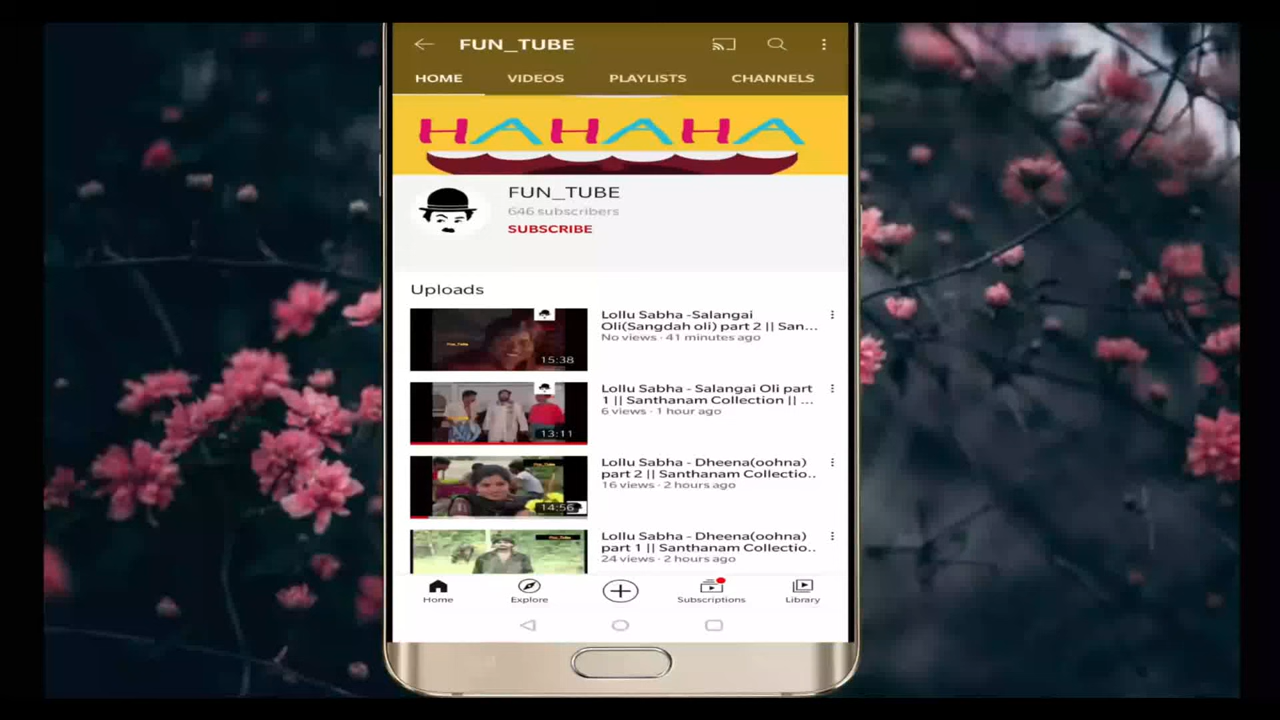 FUN_TUBE
HOME VIDEOS PLAYLISTS CHANNELS
HAHAHA
FUN_TUBE
646 subscribers
SUBSCRIBE
Uploads
Lollu Sabha -Salangai
Oli(Sangdah oli) part 2 || San...
No views · 41 minutes ago
15:38
Lollu Sabha - Salangai Oli part
1 || Santhanam Collection || ...
6 views · 1 hour ago
13:11
Lollu Sabha - Dheena(oohna)
part 2 || Santhanam Collectio..
16 views · 2 hours ago
14:56
Lollu Sabha - Dheena(oohna)
part 1 || Santhanam Collectio..
24 views · 2 hours ago
Home Explore Subscriptions Library